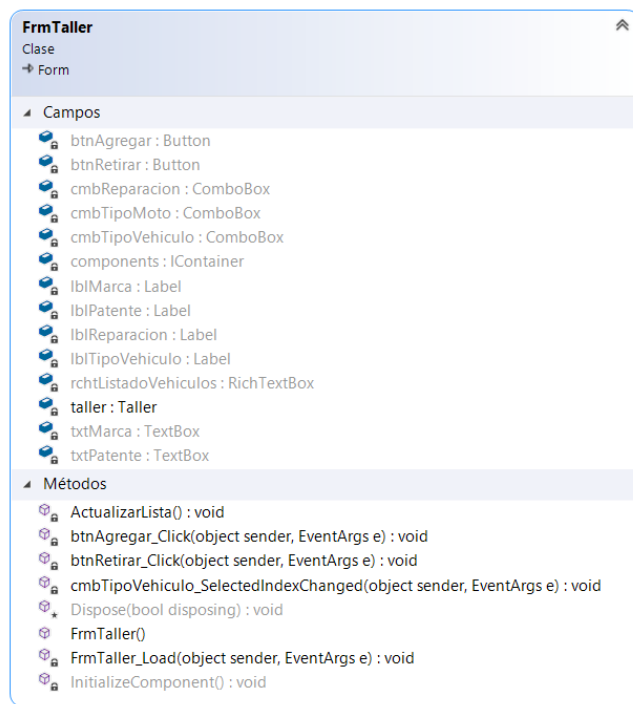 FrmTaller
Clase
Form
Campos
btnAgregar : Button
btnRetirar : Button
cmbReparacion : ComboBox
cmbTipoMoto : ComboBox
cmbTipoVehiculo : ComboBox
components : IContainer
lblMarca : Label
lblPatente : Label
lblReparacion : Label
lblTipoVehiculo : Label
rchtListadoVehiculos : RichTextBox
taller : Taller
txtMarca : TextBox
txtPatente : TextBox
Métodos
ActualizarLista() : void
btnAgregar_Click(object sender, EventArgs e) : void
btnRetirar_Click(object sender, EventArgs e) : void
cmbTipoVehiculo_SelectedIndexChanged(object sender, EventArgs e) : void
Dispose(bool disposing) : void
FrmTaller()
FrmTaller_Load(object sender, EventArgs e) : void
InitializeComponent() : void